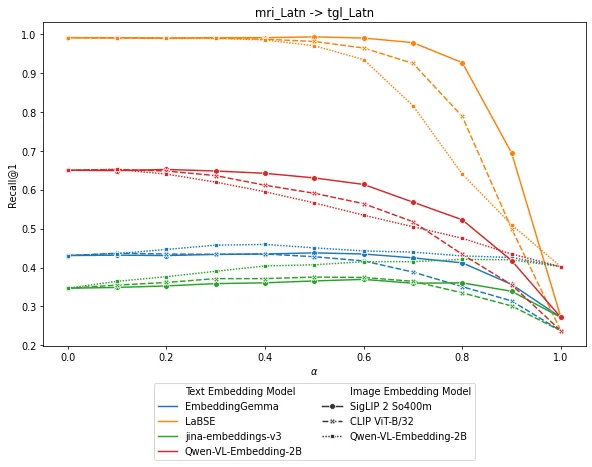 mri_Latn -> tgl_Latn
Recall@1
1.0
0.9
0.8
0.7
0.6
0.5
0.4
0.3
0.2
0.0 0.2 0.4 0.6 0.8 1.0
α
Text Embedding Model Image Embedding Model
EmbeddingGemma SigLIP 2 So400m
LaBSE CLIP ViT-B/32
jina-embeddings-v3 Qwen-VL-Embedding-2B
Qwen-VL-Embedding-2B